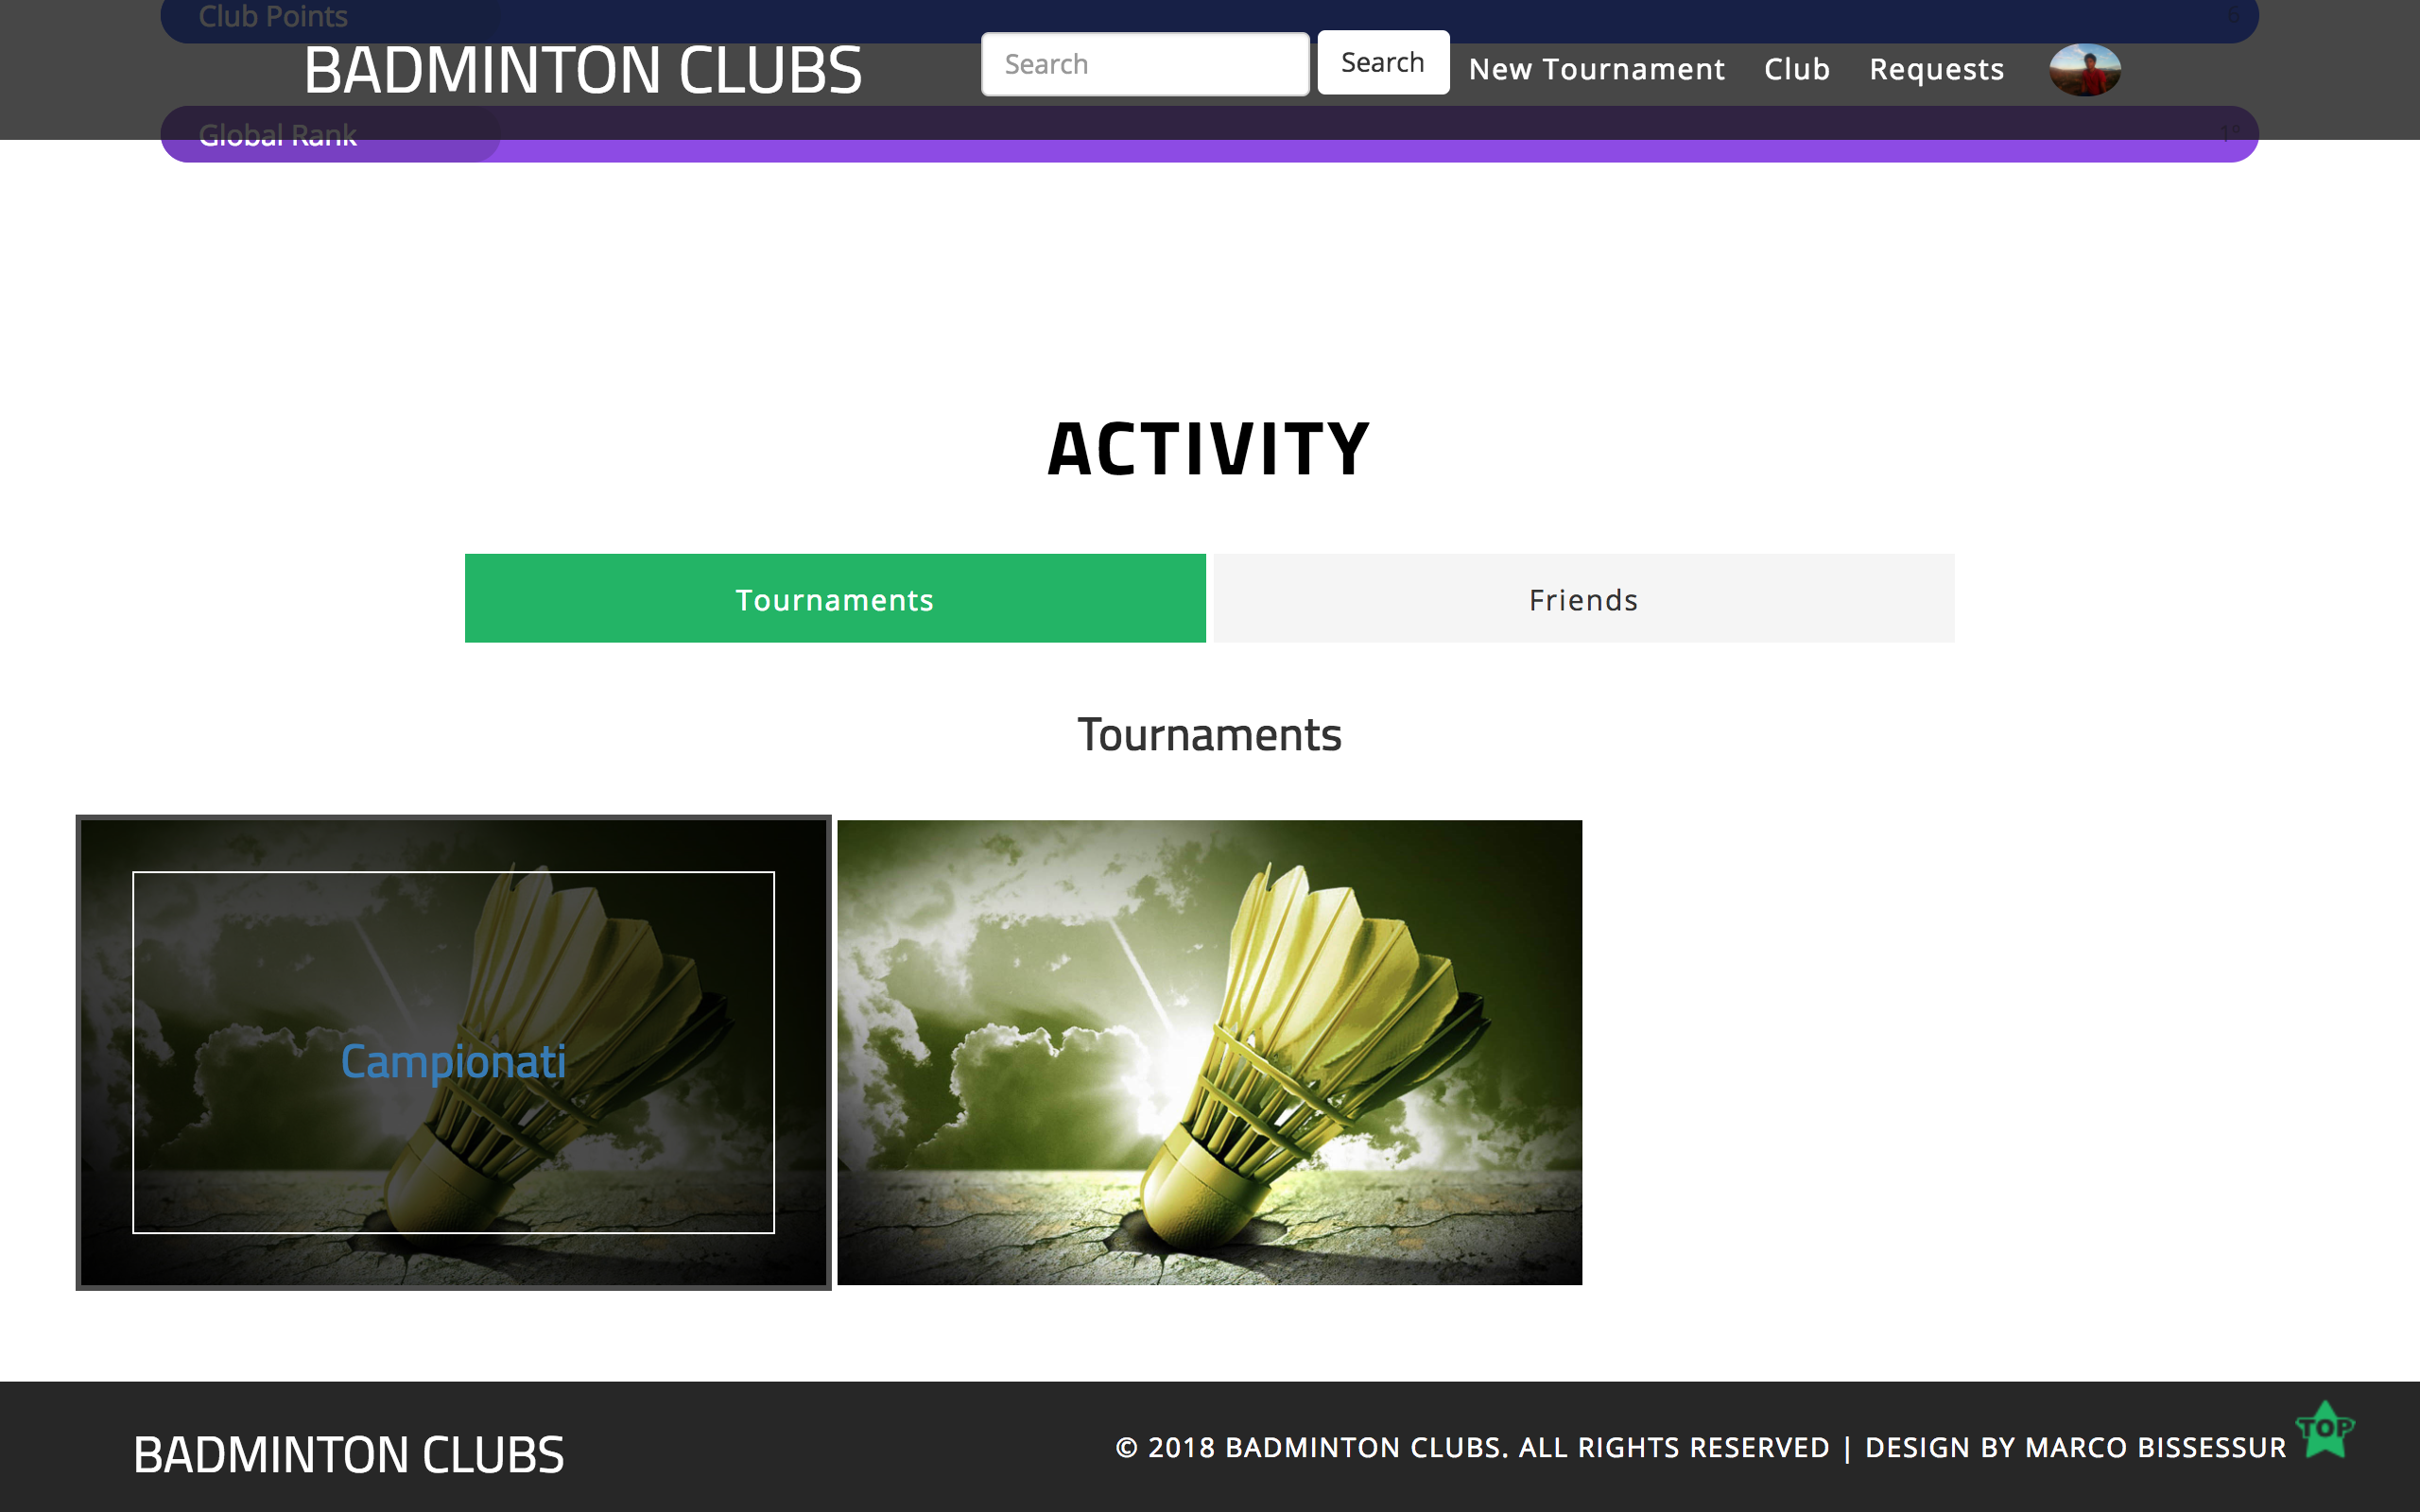 Club Points 6
BADMINTON CLUBS
Search
Search
New Tournament
Club
Requests
Global Rank 1º
ACTIVITY
Tournaments
Friends
Tournaments
Campionati
BADMINTON CLUBS
© 2018 BADMINTON CLUBS. ALL RIGHTS RESERVED | DESIGN BY MARCO BISSESSUR
TOP